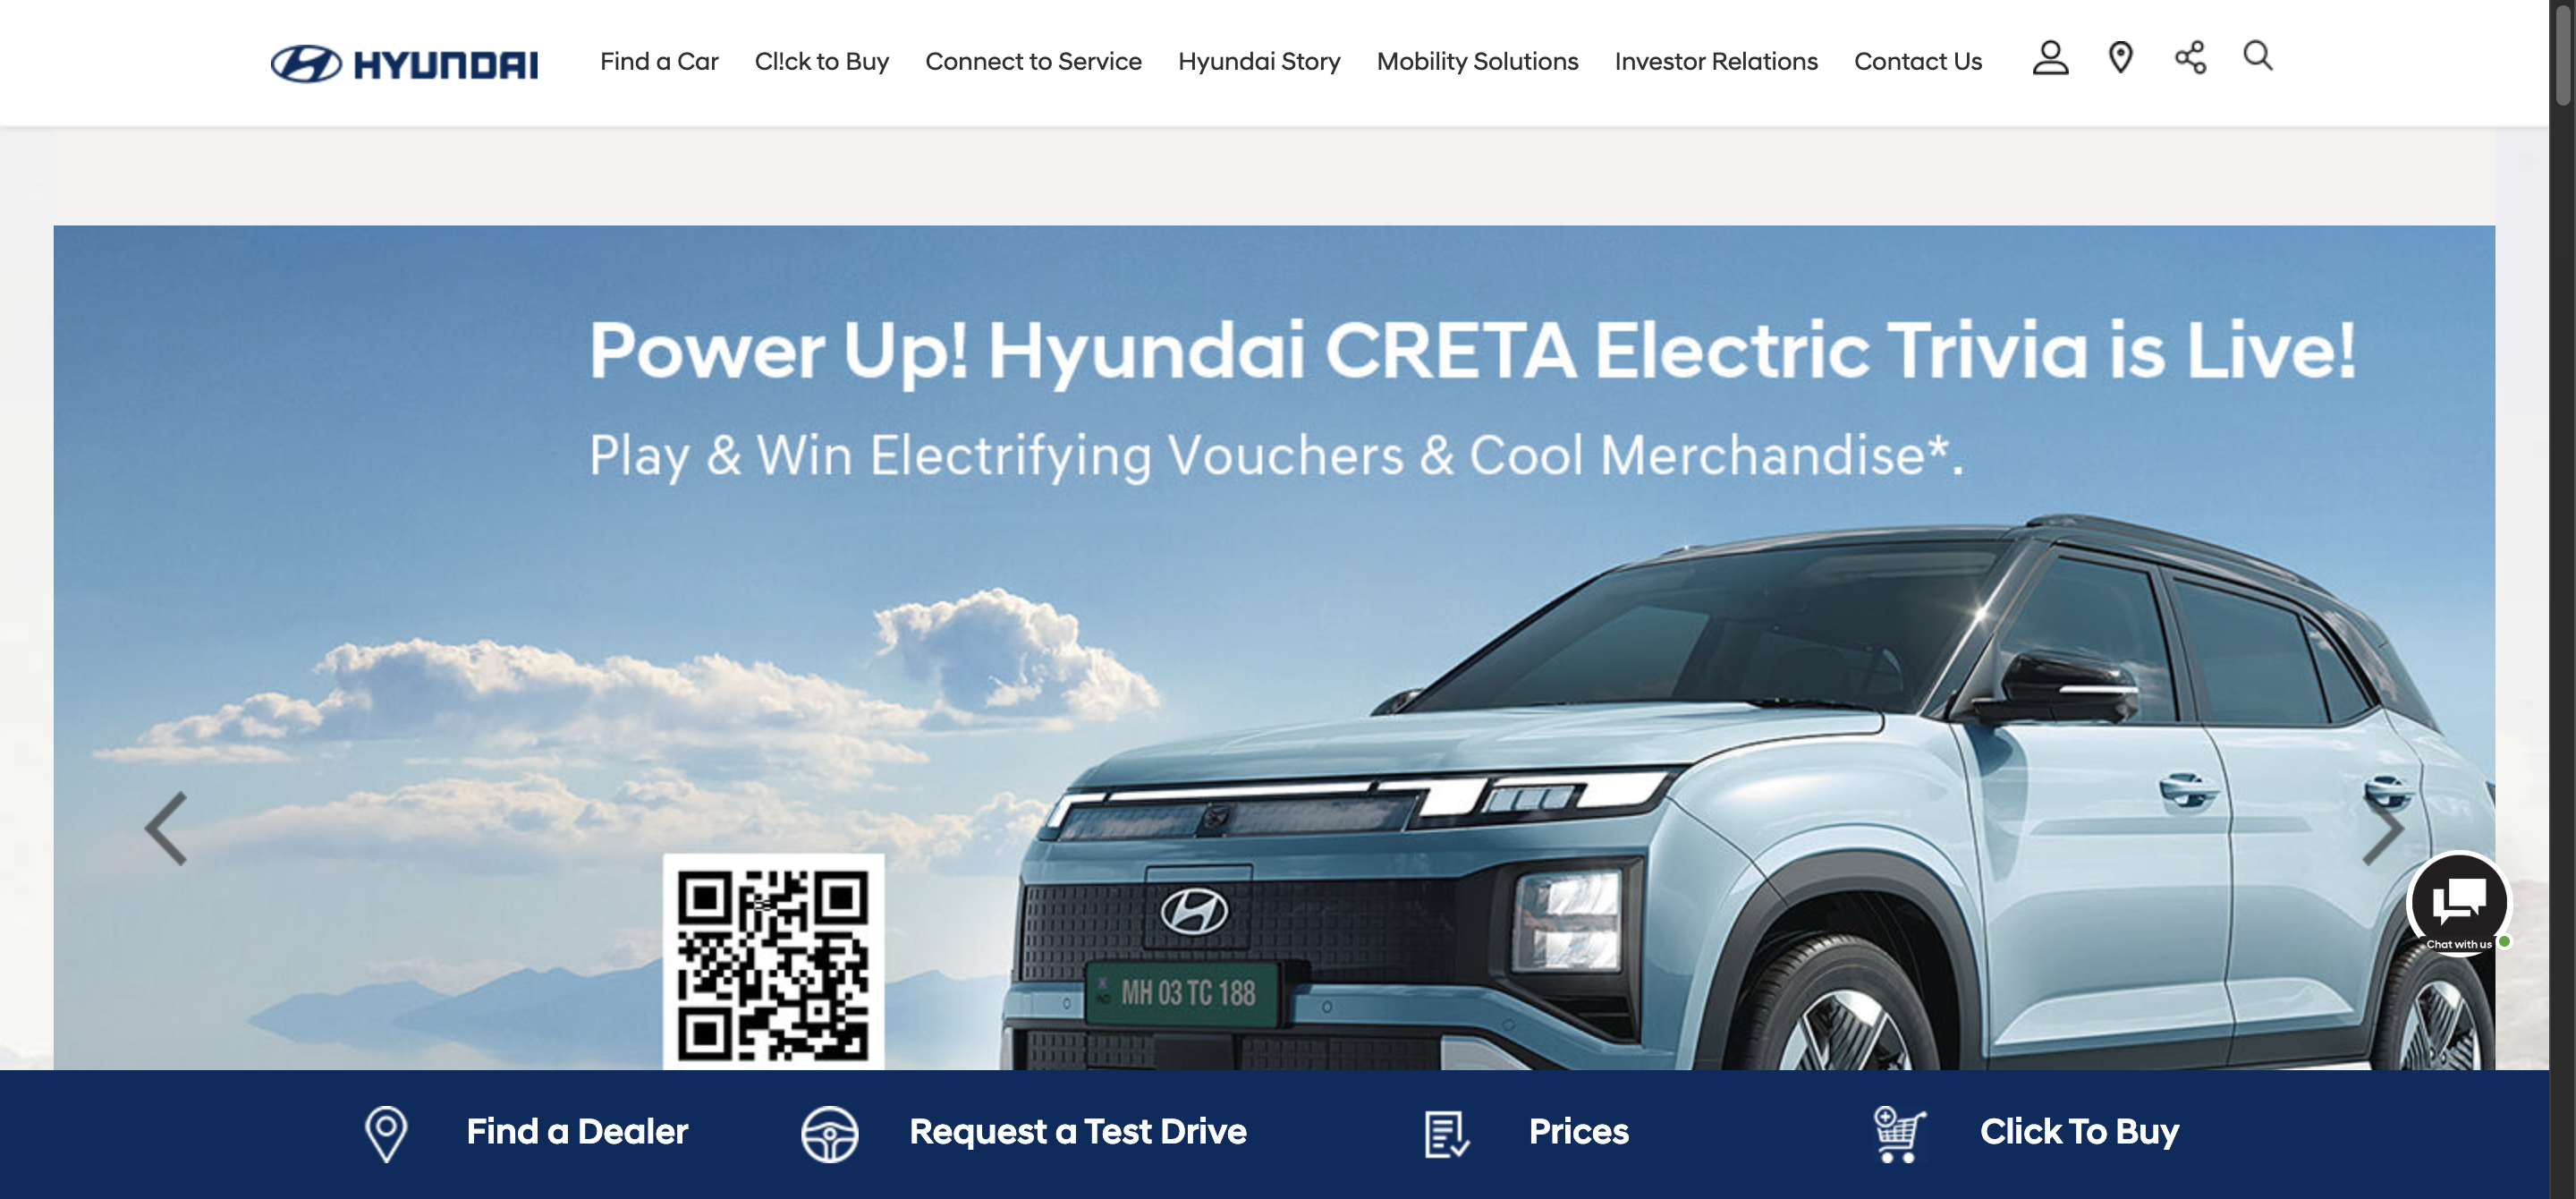 HYUNDAI
Find a Car
Cl!ck to Buy
Connect to Service
Hyundai Story
Mobility Solutions
Investor Relations
Contact Us
Power Up! Hyundai CRETA Electric Trivia is Live!
Play & Win Electrifying Vouchers & Cool Merchandise*.
MH 03 TC 188
Chat with us
Find a Dealer
Request a Test Drive
Prices
Click To Buy